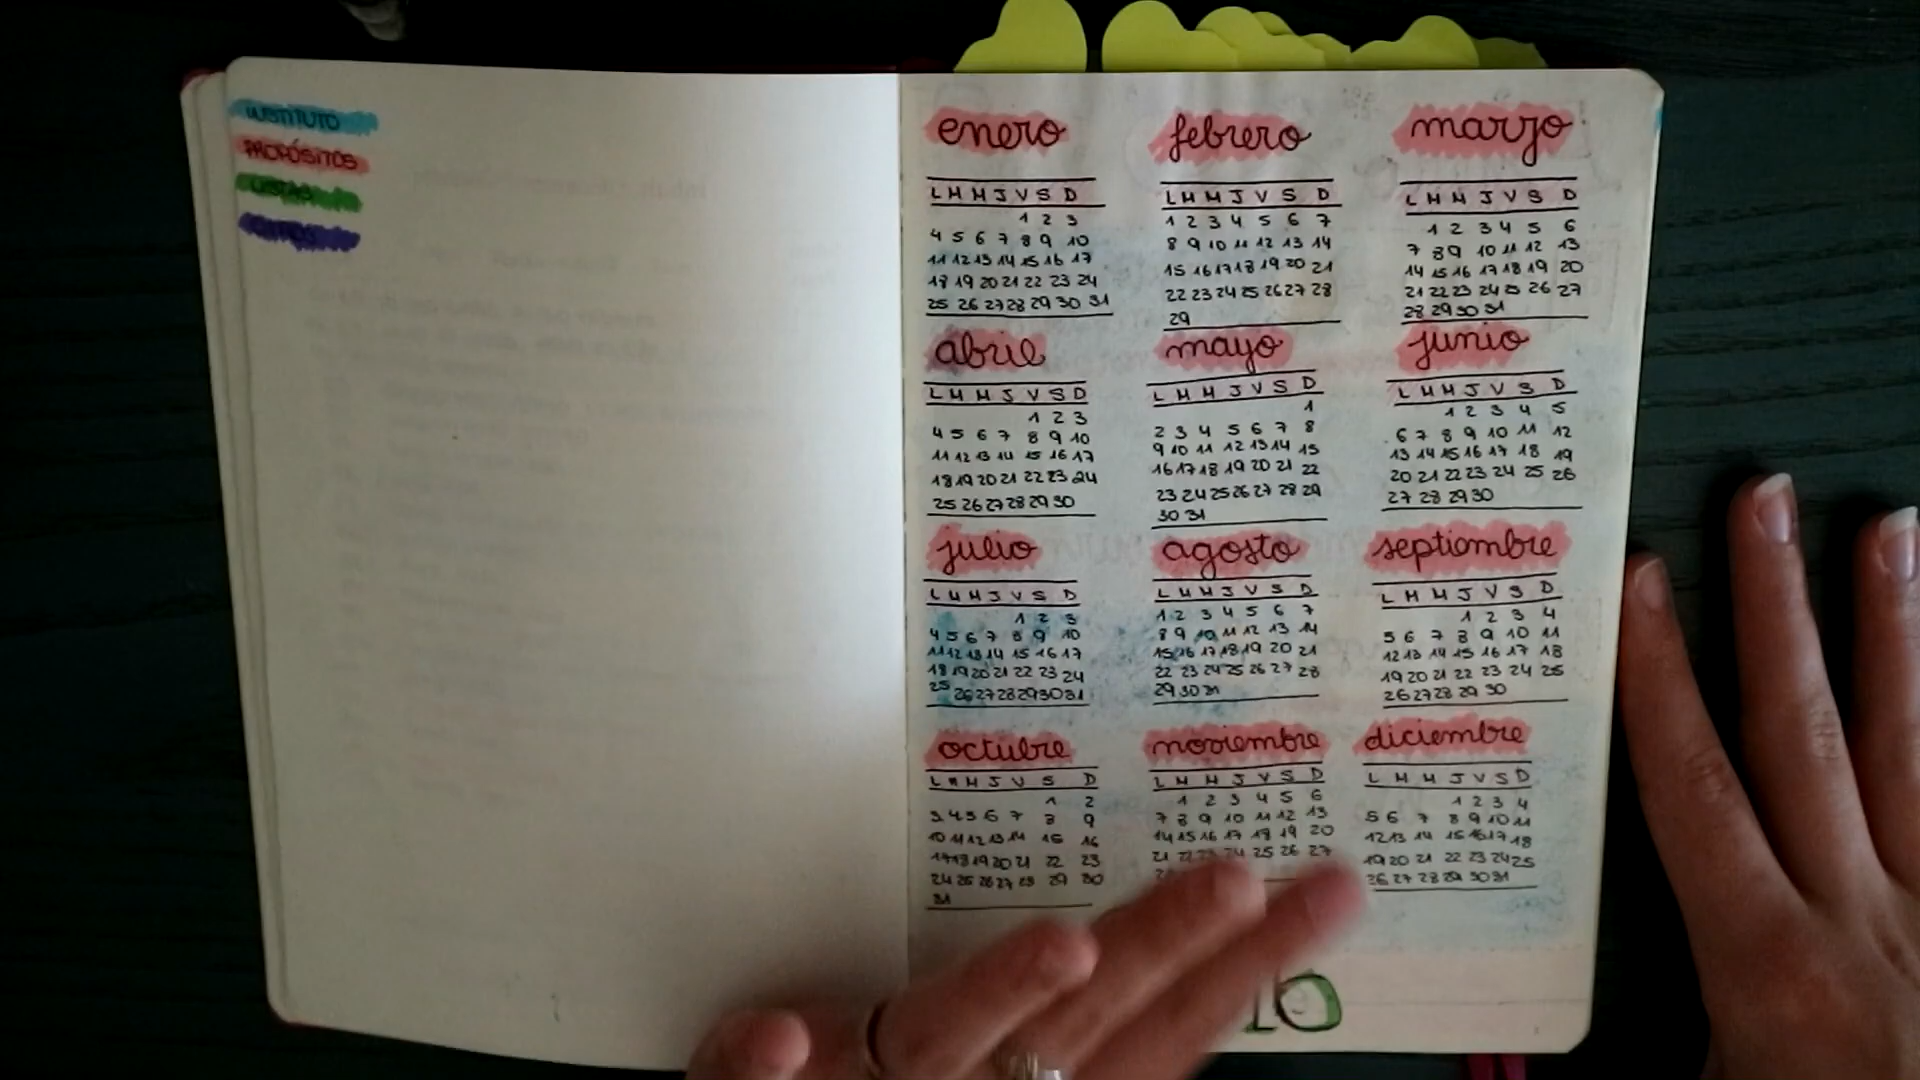 INSTITUTO
PROPÓSITOS
enero
L M M J V S D
1 2 3
4 5 6 7 8 9 10
11 12 13 14 15 16 17
18 19 20 21 22 23 24
25 26 27 28 29 30 31
febrero
L M M J V S D
1 2 3 4 5 6 7
8 9 10 11 12 13 14
15 16 17 18 19 20 21
22 23 24 25 26 27 28
29
marzo
L M M J V S D
1 2 3 4 5 6
7 8 9 10 11 12 13
14 15 16 17 18 19 20
21 22 23 24 25 26 27
28 29 30 31
abril
L M M J V S D
1 2 3
4 5 6 7 8 9 10
11 12 13 14 15 16 17
18 19 20 21 22 23 24
25 26 27 28 29 30
mayo
L M M J V S D
1
2 3 4 5 6 7 8
9 10 11 12 13 14 15
16 17 18 19 20 21 22
23 24 25 26 27 28 29
30 31
junio
L M M J V S D
1 2 3 4 5
6 7 8 9 10 11 12
13 14 15 16 17 18 19
20 21 22 23 24 25 26
27 28 29 30
julio
L M M J V S D
1 2 3
4 5 6 7 8 9 10
11 12 13 14 15 16 17
18 19 20 21 22 23 24
25 26 27 28 29 30 31
agosto
L M M J V S D
1 2 3 4 5 6 7
8 9 10 11 12 13 14
15 16 17 18 19 20 21
22 23 24 25 26 27 28
29 30 31
septiembre
L M M J V S D
1 2 3 4
5 6 7 8 9 10 11
12 13 14 15 16 17 18
19 20 21 22 23 24 25
26 27 28 29 30
octubre
L M M J V S D
1 2
3 4 5 6 7 8 9
10 11 12 13 14 15 16
17 18 19 20 21 22 23
24 25 26 27 28 29 30
31
noviembre
L M M J V S D
1 2 3 4 5 6
7 8 9 10 11 12 13
14 15 16 17 18 19 20
21 22 23 24 25 26 27
diciembre
L M M J V S D
1 2 3 4
5 6 7 8 9 10 11
12 13 14 15 16 17 18
19 20 21 22 23 24 25
26 27 28 29 30 31
16